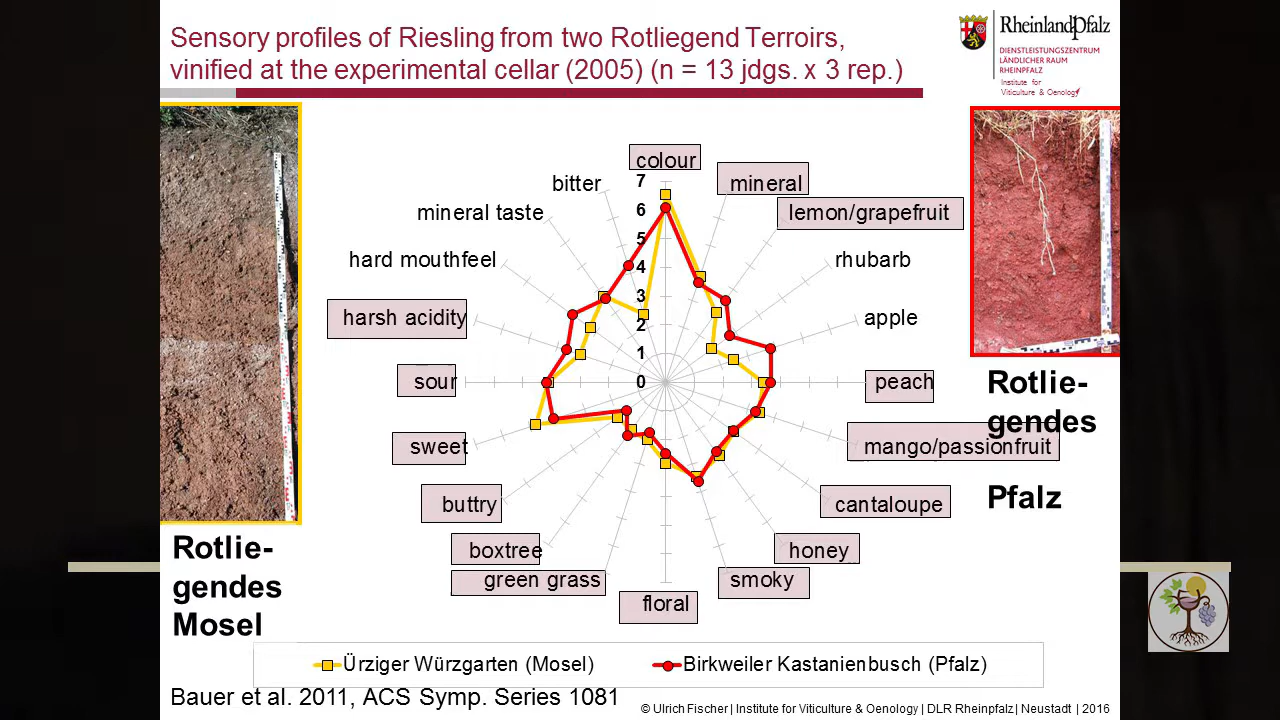 Sensory profiles of Riesling from two Rotliegend Terroirs,
vinified at the experimental cellar (2005) (n = 13 jdgs. x 3 rep.)
RheinlandPfalz
DIENSTLEISTUNGSZENTRUM
LÄNDLICHER RAUM
RHEINPFALZ
Institute for
Viticulture & Oenology
colour
mineral
lemon/grapefruit
rhubarb
apple
peach
mango/passionfruit
cantaloupe
honey
smoky
floral
green grass
boxtree
buttry
sweet
sour
harsh acidity
hard mouthfeel
mineral taste
bitter
7
6
5
4
3
2
1
0
Rotlie-
gendes
Mosel
Rotlie-
gendes
Pfalz
Ürziger Würzgarten (Mosel)
Birkweiler Kastanienbusch (Pfalz)
Bauer et al. 2011, ACS Symp. Series 1081
© Ulrich Fischer | Institute for Viticulture & Oenology | DLR Rheinpfalz | Neustadt | 2016